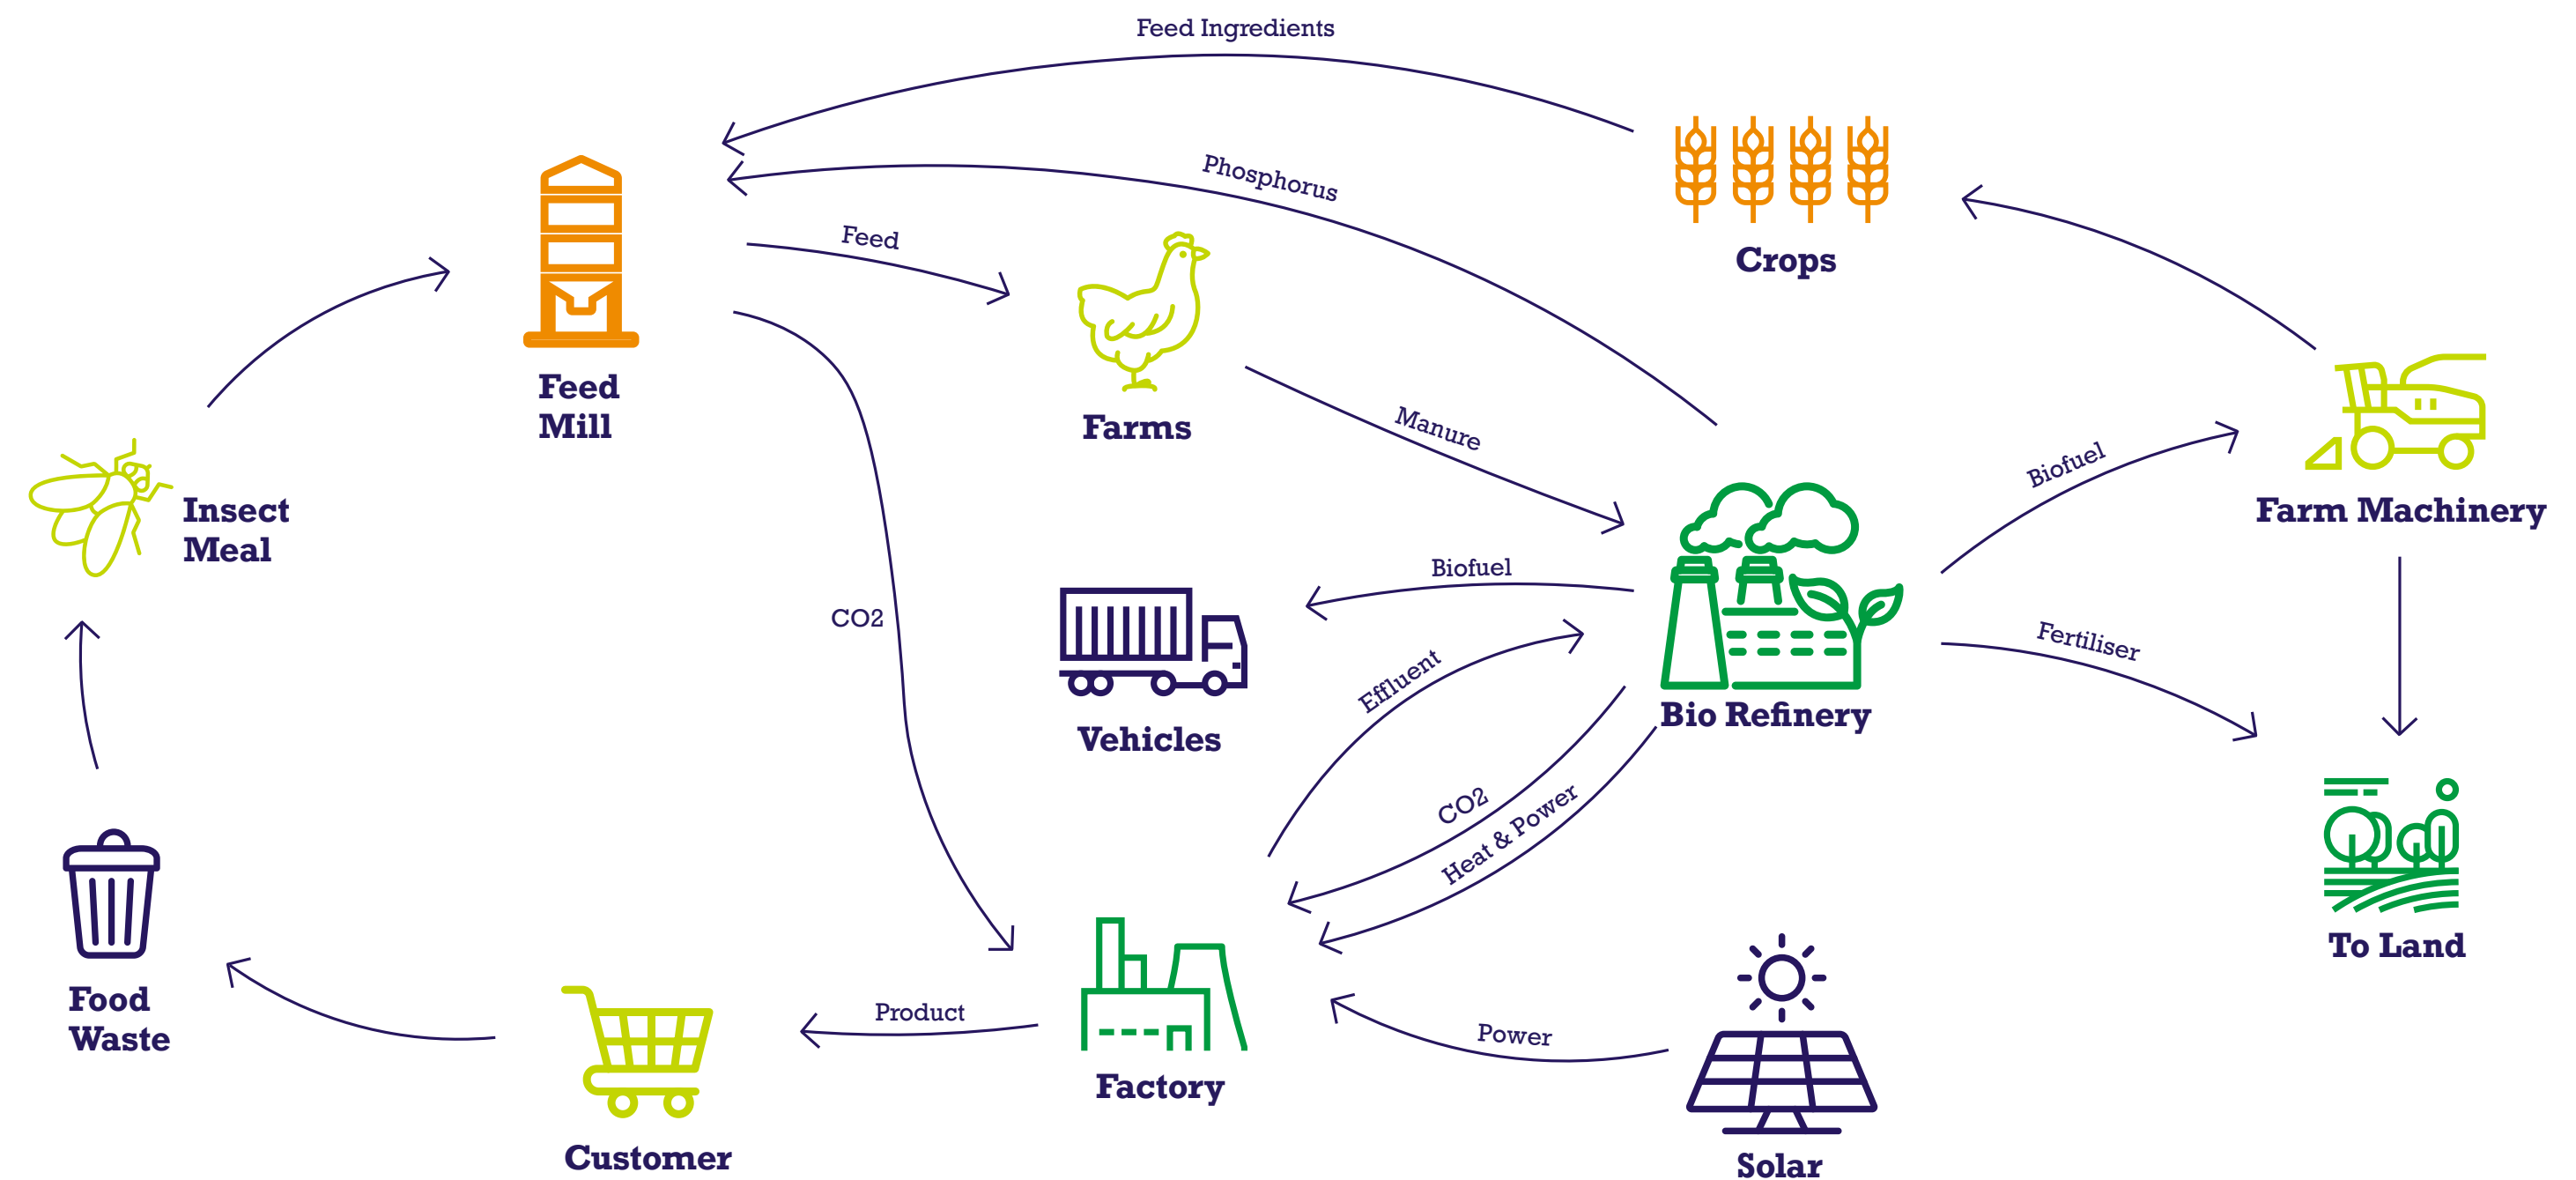 Feed Ingredients
Phosphorus
Feed
Crops
Feed
Mill
Farms
Manure
Biofuel
Insect
Meal
Farm Machinery
Biofuel
CO2
Fertiliser
Effluent
Bio Refinery
Vehicles
CO2
Heat & Power
To Land
Food
Waste
Product
Power
Factory
Customer
Solar